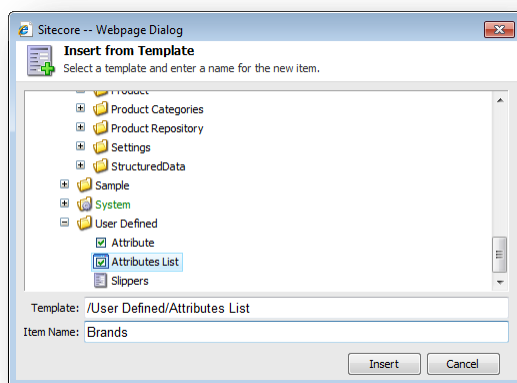 Sitecore -- Webpage Dialog
Insert from Template
Select a template and enter a name for the new item.
Product
Product Categories
Product Repository
Settings
StructuredData
Sample
System
User Defined
Attribute
Attributes List
Slippers
Template: /User Defined/Attributes List
Item Name: Brands
Insert Cancel